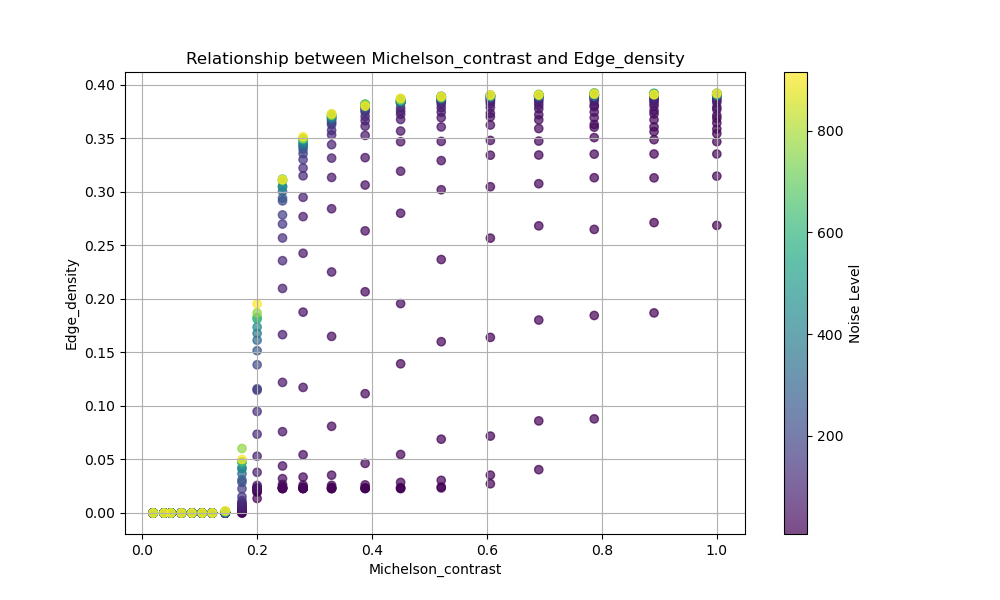 Relationship between Michelson_contrast and Edge_density
0.40
0.35
0.30
0.25
0.20
0.15
0.10
0.05
0.00
Edge_density
0.0 0.2 0.4 0.6 0.8 1.0
Michelson_contrast
800
600
400
200
Noise Level